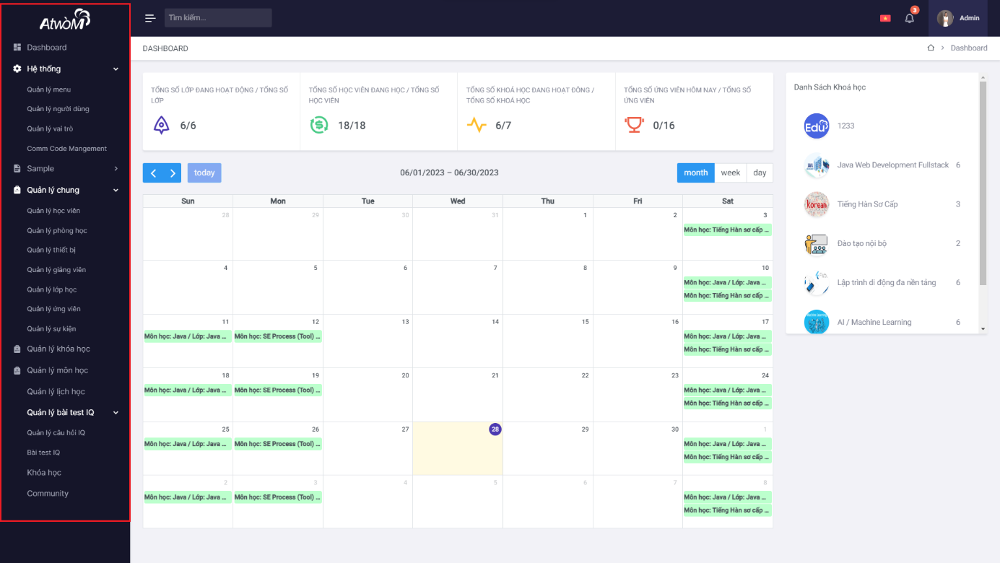 AtwòM
Dashboard
Hệ thống
Quản lý menu
Quản lý người dùng
Quản lý vai trò
Comm Code Mangement
Sample
Quản lý chung
Quản lý học viên
Quản lý phòng học
Quản lý thiết bị
Quản lý giảng viên
Quản lý lớp học
Quản lý ứng viên
Quản lý sự kiện
Quản lý khóa học
Quản lý môn học
Quản lý lịch học
Quản lý bài test IQ
Quản lý câu hỏi IQ
Bài test IQ
Khóa học
Community
Tìm kiếm...
3
Admin
DASHBOARD
Dashboard
TỔNG SỐ LỚP ĐANG HOẠT ĐỘNG / TỔNG SỐ
LỚP
6/6
TỔNG SỐ HỌC VIÊN ĐANG HỌC / TỔNG SỐ
HỌC VIÊN
18/18
TỔNG SỐ KHOÁ HỌC ĐANG HOẠT ĐỘNG /
TỔNG SỐ KHOÁ HỌC
6/7
TỔNG SỐ ỨNG VIÊN HÔM NAY / TỔNG SỐ
ỨNG VIÊN
0/16
today
06/01/2023 – 06/30/2023
month week day
Sun Mon Tue Wed Thu Fri Sat
28 29 30 31 1 2 3
Môn học: Tiếng Hàn sơ cấp ...
4 5 6 7 8 9 10
Môn học: Java / Lớp: Java ...
Môn học: Tiếng Hàn sơ cấp ...
11 12 13 14 15 16 17
Môn học: Java / Lớp: Java ... Môn học: SE Process (Tool) ... Môn học: Java / Lớp: Java ...
Môn học: Tiếng Hàn sơ cấp ...
18 19 20 21 22 23 24
Môn học: Java / Lớp: Java ... Môn học: SE Process (Tool) ... Môn học: Java / Lớp: Java ...
Môn học: Tiếng Hàn sơ cấp ...
25 26 27 28 29 30 1
Môn học: Java / Lớp: Java ... Môn học: SE Process (Tool) ... Môn học: Java / Lớp: Java ...
Môn học: Tiếng Hàn sơ cấp ...
2 3 4 5 6 7 8
Môn học: Java / Lớp: Java ... Môn học: SE Process (Tool) ... Môn học: Java / Lớp: Java ...
Môn học: Tiếng Hàn sơ cấp ...
Danh Sách Khoá học
Edu 1233
Java Web Development Fullstack 6
Korean Tiếng Hàn Sơ Cấp 3
Đào tạo nội bộ 2
Lập trình di động đa nền tảng 6
AI / Machine Learning 6